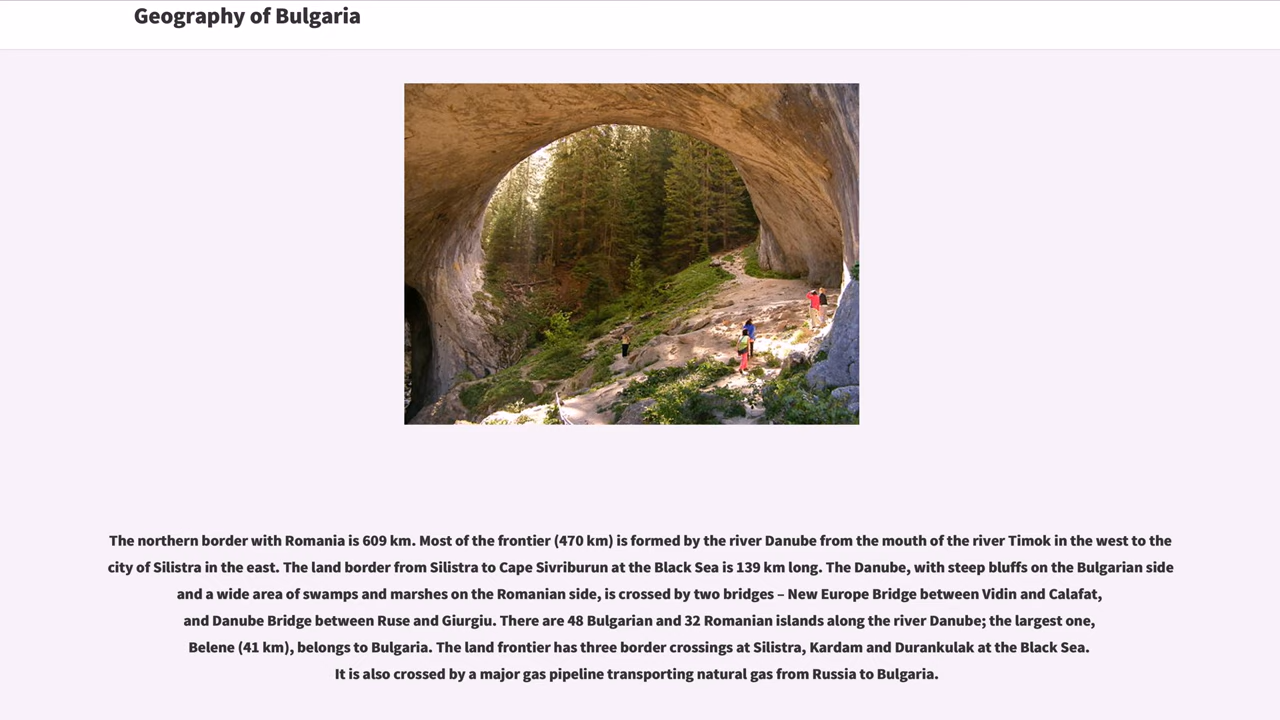 Geography of Bulgaria
The northern border with Romania is 609 km. Most of the frontier (470 km) is formed by the river Danube from the mouth of the river Timok in the west to the
city of Silistra in the east. The land border from Silistra to Cape Sivriburun at the Black Sea is 139 km long. The Danube, with steep bluffs on the Bulgarian side
and a wide area of swamps and marshes on the Romanian side, is crossed by two bridges – New Europe Bridge between Vidin and Calafat,
and Danube Bridge between Ruse and Giurgiu. There are 48 Bulgarian and 32 Romanian islands along the river Danube; the largest one,
Belene (41 km), belongs to Bulgaria. The land frontier has three border crossings at Silistra, Kardam and Durankulak at the Black Sea.
It is also crossed by a major gas pipeline transporting natural gas from Russia to Bulgaria.